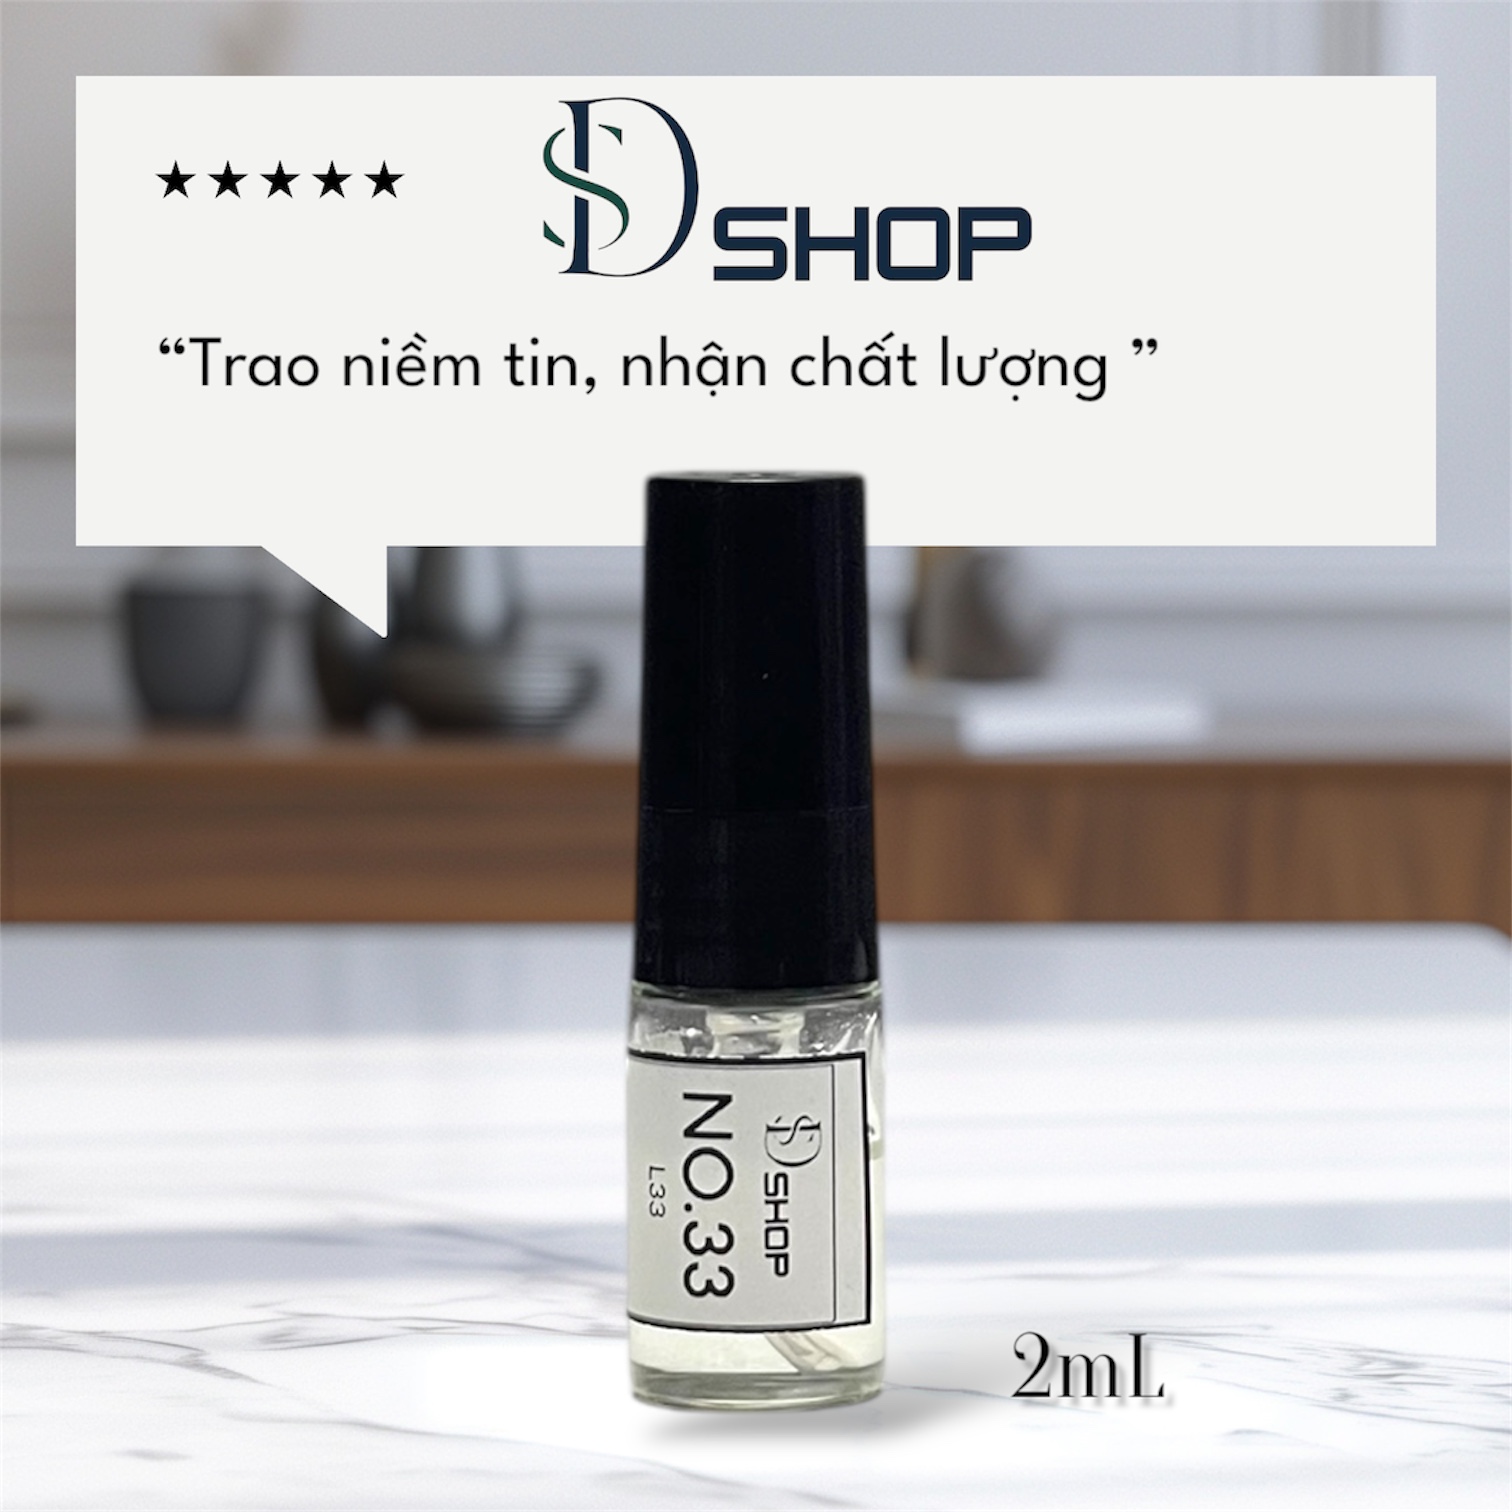 ★★★★★
SD SHOP
“Trao niềm tin, nhận chất lượng ”
SD SHOP
NO.33
L33
2mL